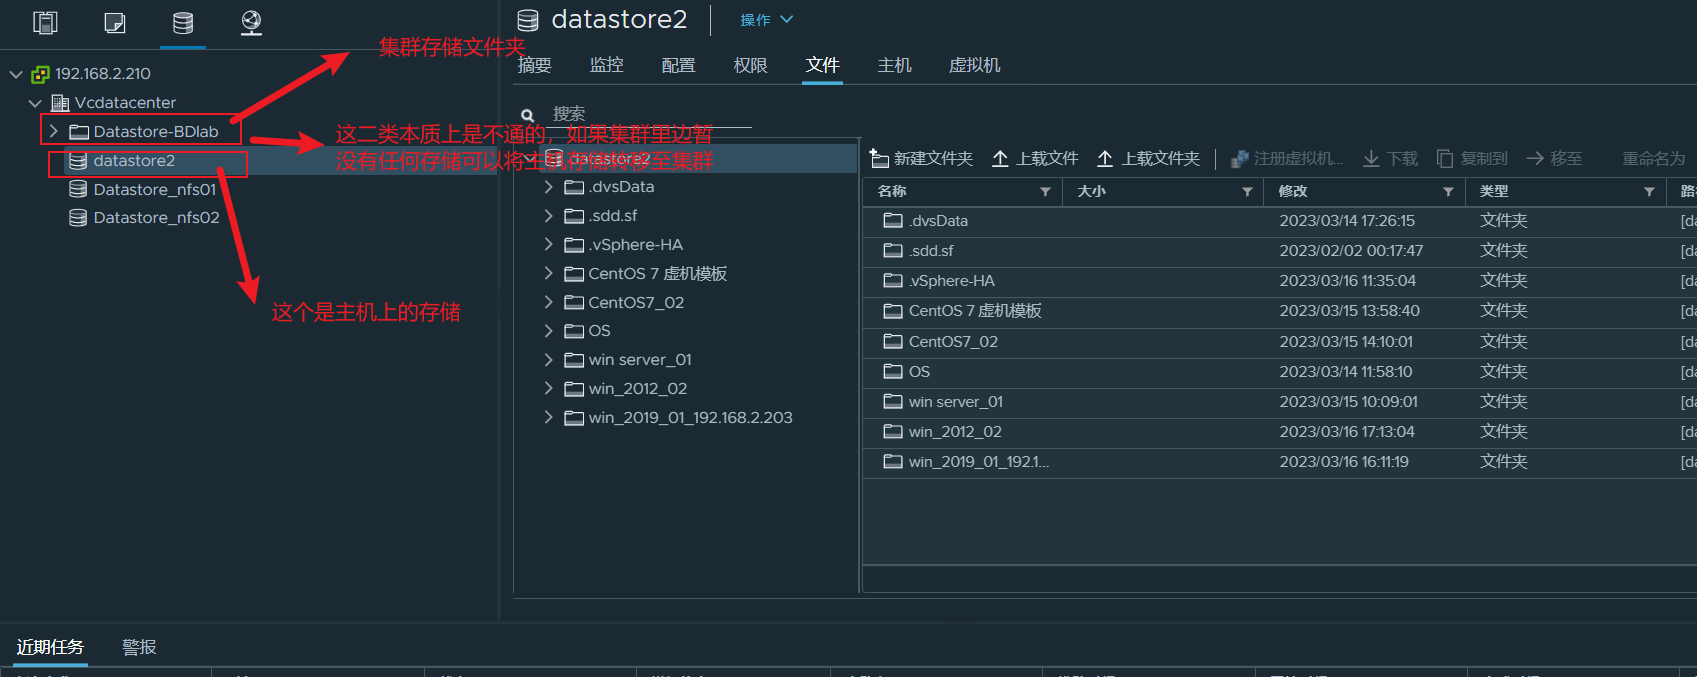 datastore2
操作
集群存储文件夹
摘要
监控
配置
权限
文件
主机
虚拟机
192.168.2.210
Vcdatacenter
Datastore-BDlab
datastore2
Datastore_nfs01
Datastore_nfs02
搜索
这二类本质上是不通的，如果集群里边暂
没有任何存储可以将主机存储转移至集群
这个是主机上的存储
datastore2
.dvsData
.sdd.sf
.vSphere-HA
CentOS 7 虚机模板
CentOS7_02
OS
win server_01
win_2012_02
win_2019_01_192.168.2.203
新建文件夹
上载文件
上载文件夹
注册虚拟机...
下载
复制到
移至
重命名为
名称
大小
修改
类型
.dvsData 2023/03/14 17:26:15 文件夹 [da
.sdd.sf 2023/02/02 00:17:47 文件夹 [da
.vSphere-HA 2023/03/16 11:35:04 文件夹 [da
CentOS 7 虚机模板 2023/03/15 13:58:40 文件夹 [da
CentOS7_02 2023/03/15 14:10:01 文件夹 [da
OS 2023/03/14 11:58:10 文件夹 [da
win server_01 2023/03/15 10:09:01 文件夹 [da
win_2012_02 2023/03/16 17:13:04 文件夹 [da
win_2019_01_192.1... 2023/03/16 16:11:19 文件夹 [da
近期任务
警报